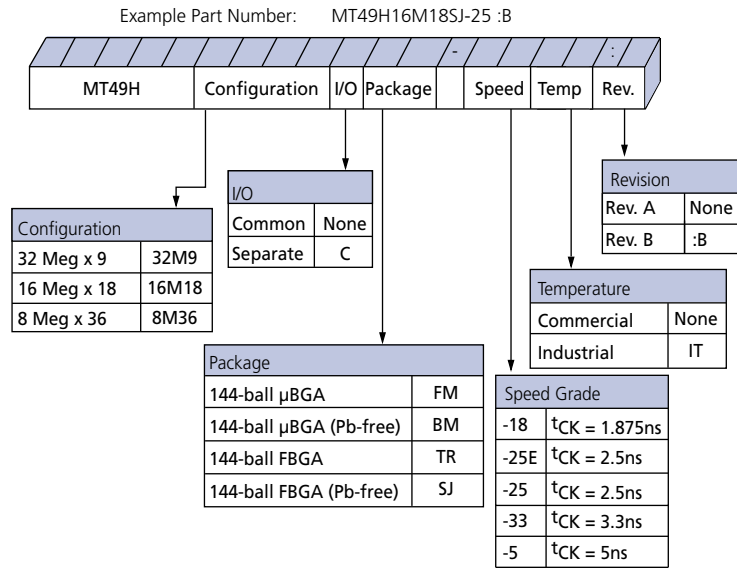 Example Part Number: MT49H16M18SJ-25 :B
- :
MT49H Configuration I/O Package Speed Temp Rev.
I/O
Common None
Separate C
Revision
Rev. A None
Rev. B :B
Configuration
32 Meg x 9 32M9
16 Meg x 18 16M18
8 Meg x 36 8M36
Temperature
Commercial None
Industrial IT
Package
144-ball µBGA FM
144-ball µBGA (Pb-free) BM
144-ball FBGA TR
144-ball FBGA (Pb-free) SJ
Speed Grade
-18 tCK = 1.875ns
-25E tCK = 2.5ns
-25 tCK = 2.5ns
-33 tCK = 3.3ns
-5 tCK = 5ns